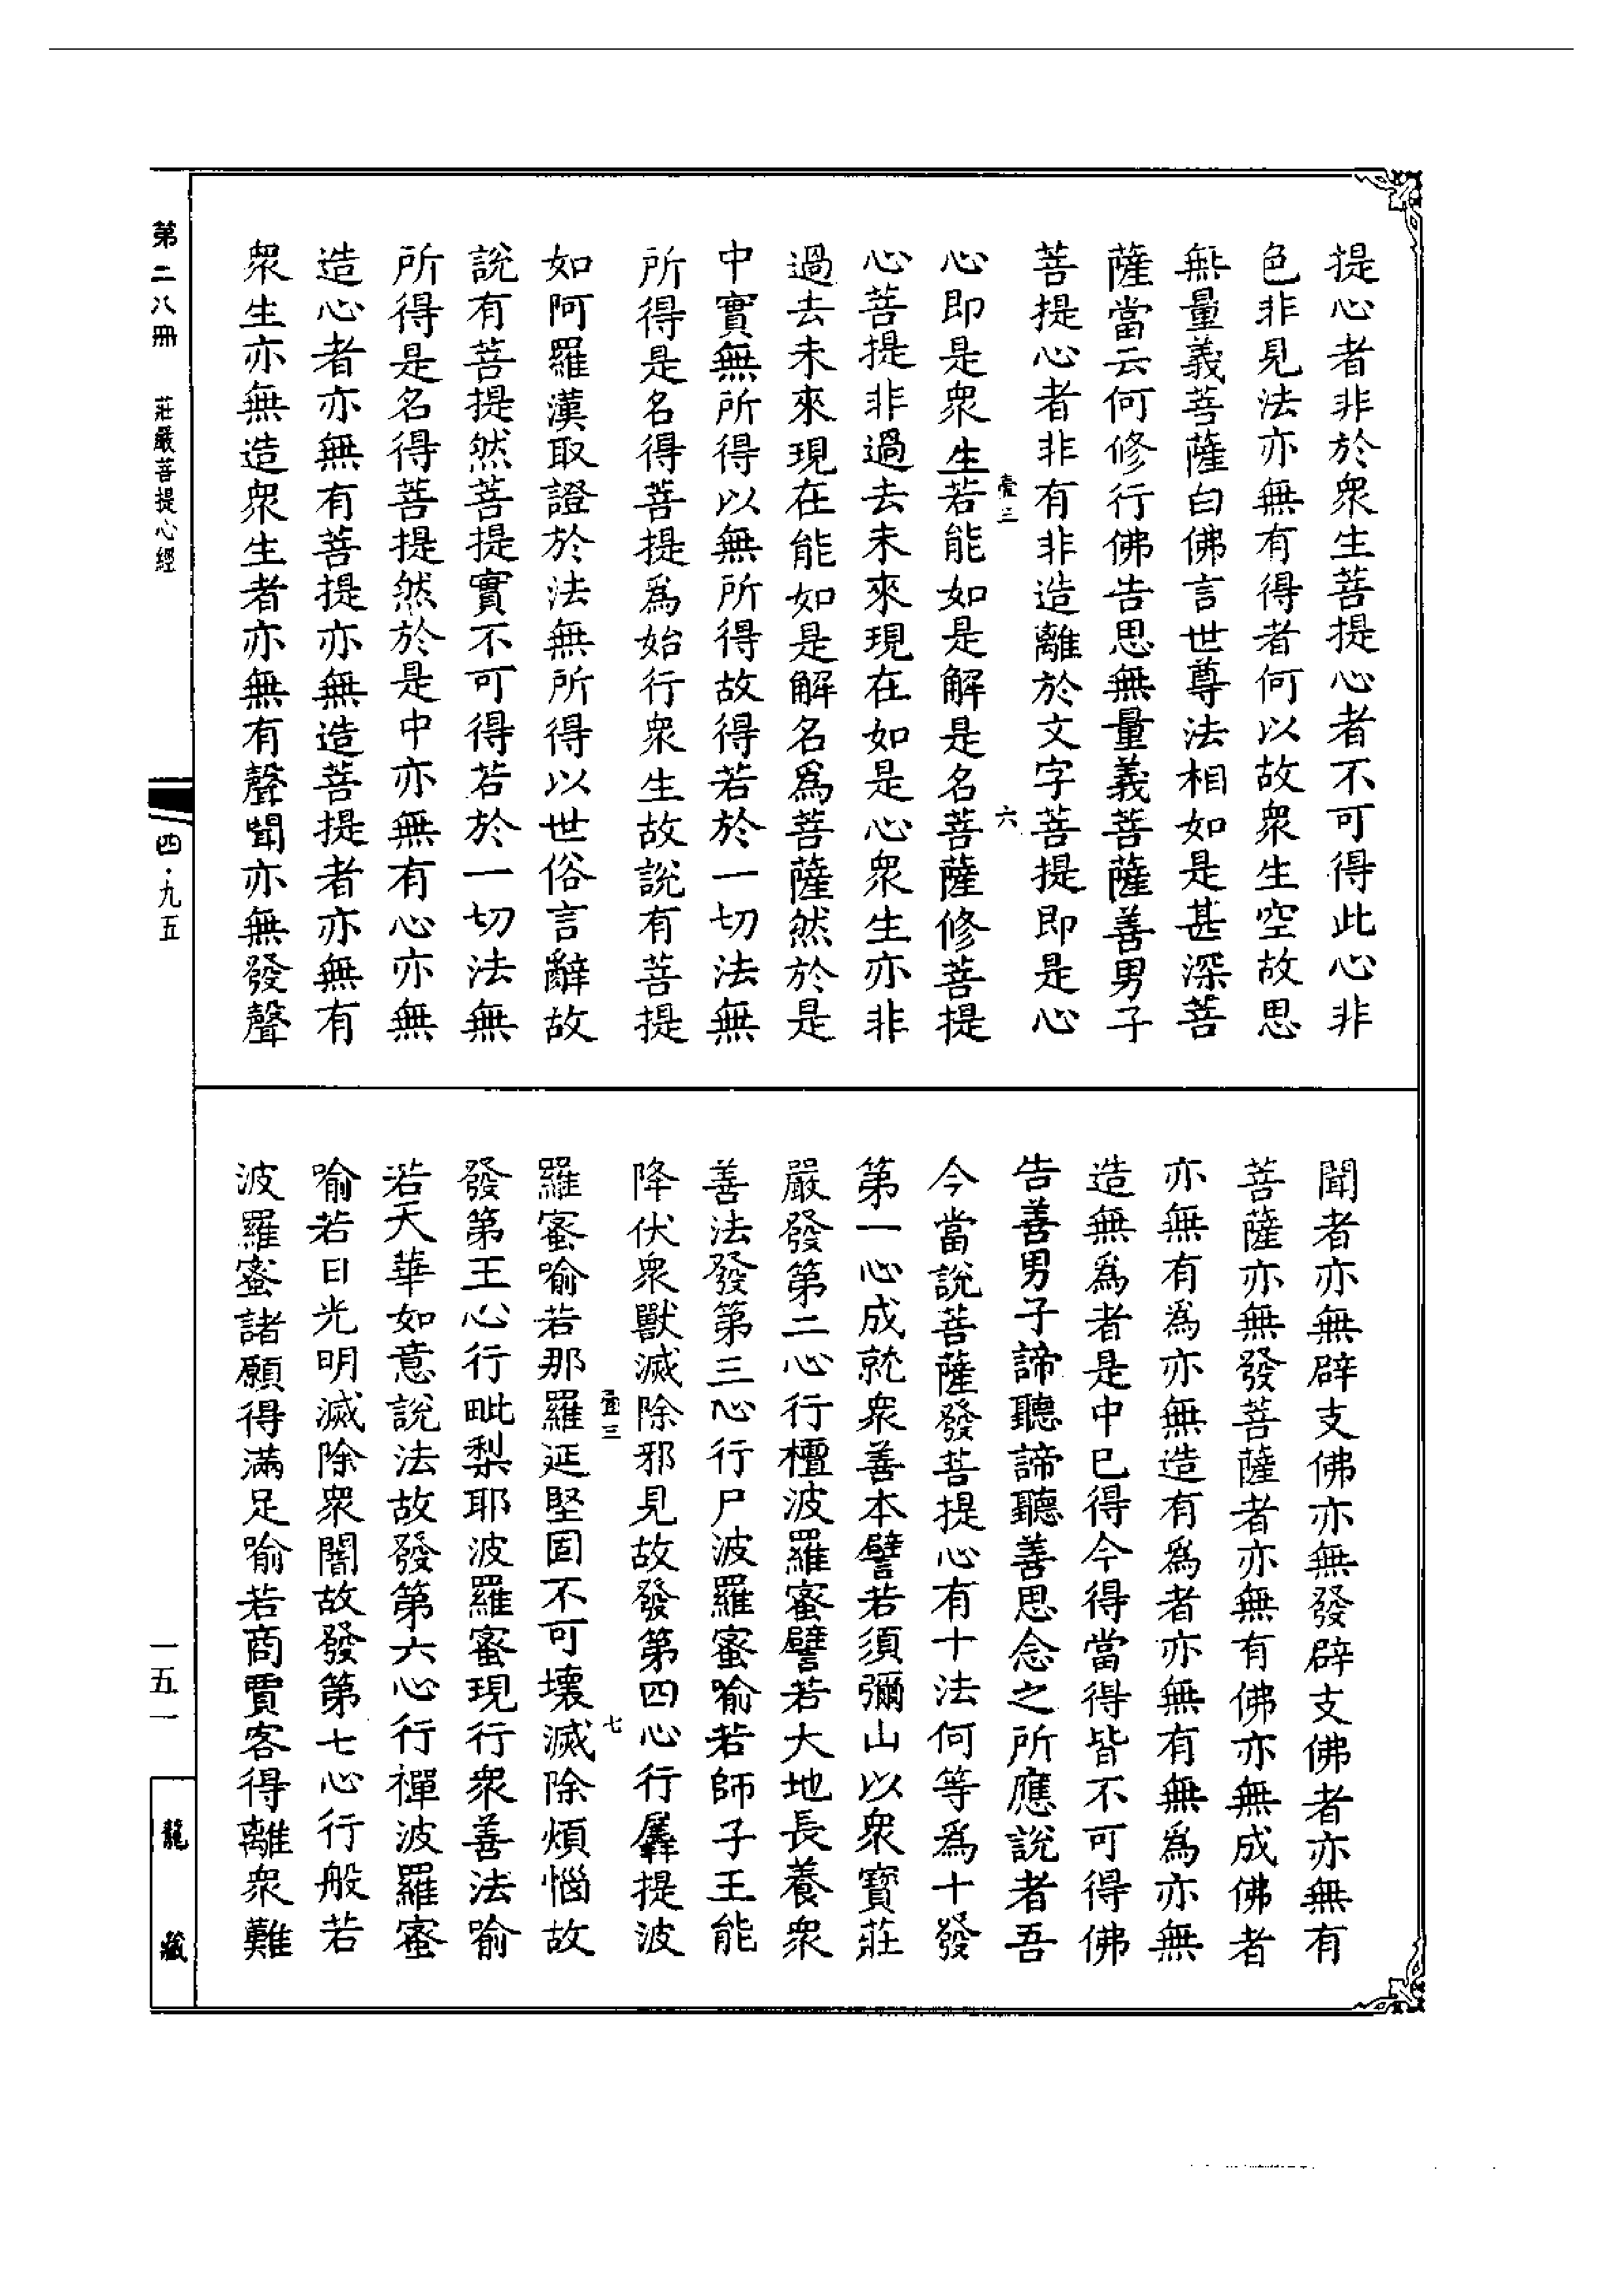 提心者非於衆生菩提心者不可得此心非
色非見法亦無有得者何以故衆生空故思
無量義菩薩白佛言世尊法相如是甚深菩
薩當云何修行佛告思無量義菩薩善男子
菩提心者非有非造離於文字菩提即是心
壹三 六
心即是衆生若能如是解是名菩薩修菩提
心菩提非過去未來現在如是心衆生亦非
過去未來現在能如是解名爲菩薩然於是
中實無所得以無所得故得若於一切法無
所得是名得菩提爲始行衆生故說有菩提
如阿羅漢取證於法無所得以世俗言辭故
說有菩提然菩提實不可得若於一切法無
所得是名得菩提然於是中亦無有心亦無
造心者亦無有菩提亦無造菩提者亦無有
衆生亦無造衆生者亦無有聲聞亦無發聲
聞者亦無辟支佛亦無發辟支佛者亦無有
菩薩亦無發菩薩者亦無有佛亦無成佛者
亦無有爲亦無造有爲者亦無有無爲亦無
造無爲者是中已得今得當得皆不可得佛
告善男子諦聽諦聽善思念之所應說者吾
今當說菩薩發菩提心有十法何等爲十發
第一心成就衆善本譬若須彌山以衆寶莊
嚴發第二心行檀波羅蜜譬若大地長養衆
善法發第三心行尸波羅蜜喻若師子王能
降伏衆獸滅除邪見故發第四心行羼提波
壹三 七
羅蜜喻若那羅延堅固不可壞滅除煩惱故
發第五心行毗梨耶波羅蜜現行衆善法喻
若天華如意說法故發第六心行禪波羅蜜
喻若日光明滅除衆闇故發第七心行般若
波羅蜜諸願得滿足喻若商賈客得離衆難
第二八冊 莊嚴菩提心經
四·九五
一五一
龍藏